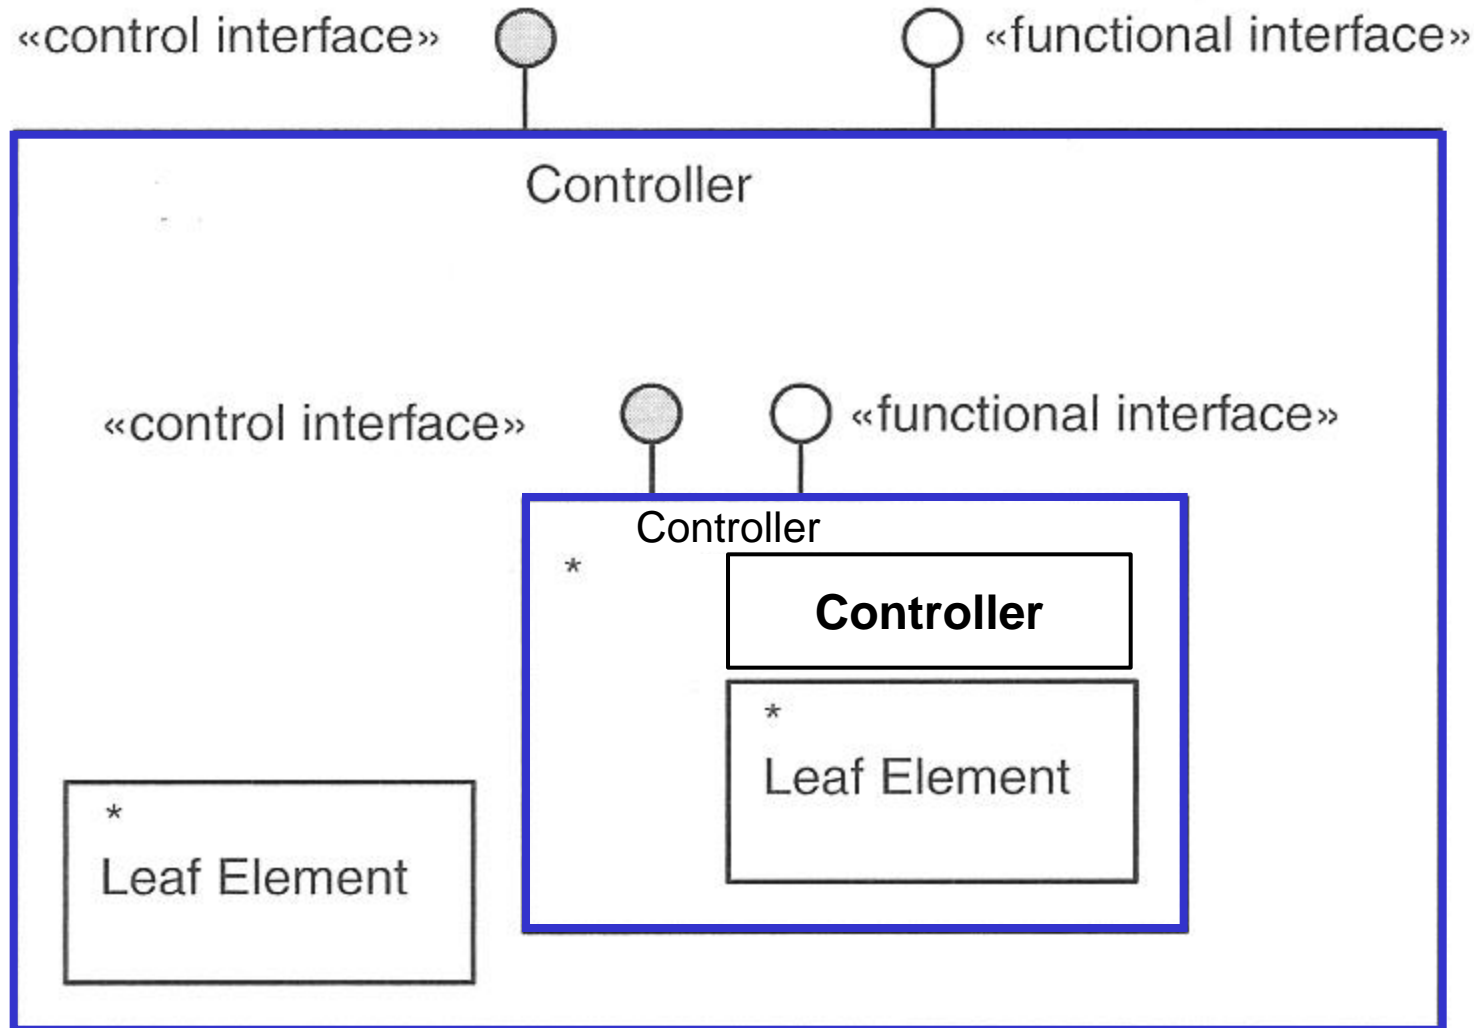 «control interface»
«functional interface»
Controller
«control interface»
«functional interface»
Controller
*
Controller
*
Leaf Element
*
Leaf Element